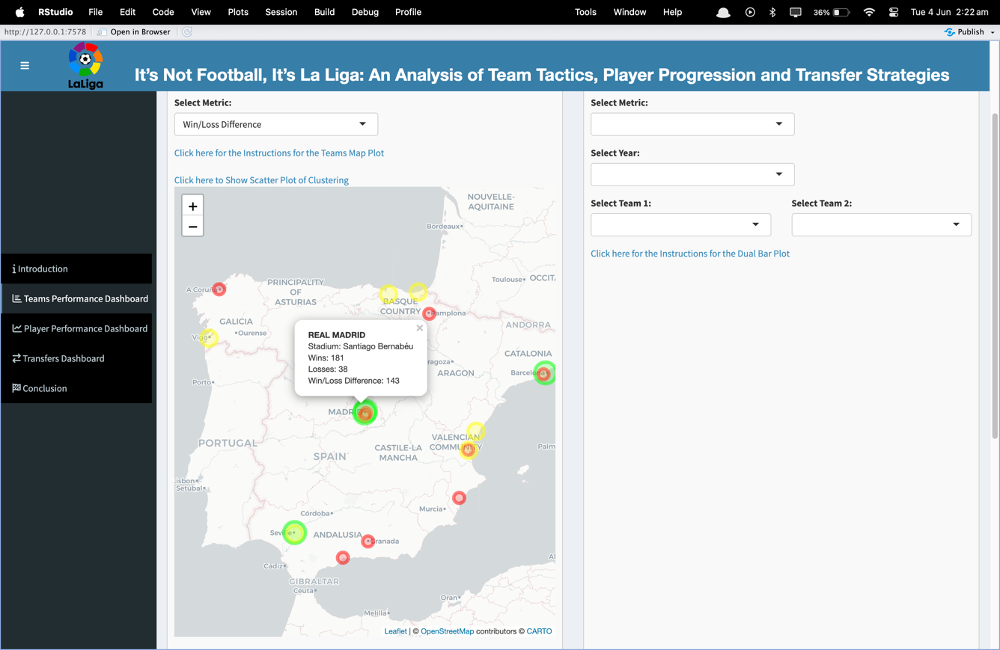 RStudio File Edit Code View Plots Session Build Debug Profile Tools Window Help 36% Tue 4 Jun 2:22 am
http://127.0.0.1:7578 Open in Browser Publish
LaLiga
It's Not Football, It's La Liga: An Analysis of Team Tactics, Player Progression and Transfer Strategies
Introduction
Teams Performance Dashboard
Player Performance Dashboard
Transfers Dashboard
Conclusion
Select Metric:
Win/Loss Difference
Click here for the Instructions for the Teams Map Plot
Click here to Show Scatter Plot of Clustering
+
−
NOUVELLE-
AQUITAINE
Bordeaux
Toulouse
OCCIT
A Coruña
PRINCIPALITY
OF
ASTURIAS
BASQUE
COUNTRY
Pamplona
GALICIA
Ourense
Vigo
ANDORRA
CATALONIA
Barcelona
ragoza
ARAGON
REAL MADRID
Stadium: Santiago Bernabéu
Wins: 181
Losses: 38
Win/Loss Difference: 143
×
Porto
MADRID
PORTUGAL
SPAIN
CASTILE-LA
MANCHA
VALENCIAN
COMMUNITY
Palm
isbon
Setúbal
Murcia
Córdoba
Seville
ANDALUSIA
Granada
Cádiz
GIBRALTAR
Ceuta
Al
Oran
Melilla
Leaflet | © OpenStreetMap contributors © CARTO
Select Metric:
Select Year:
Select Team 1: Select Team 2:
Click here for the Instructions for the Dual Bar Plot